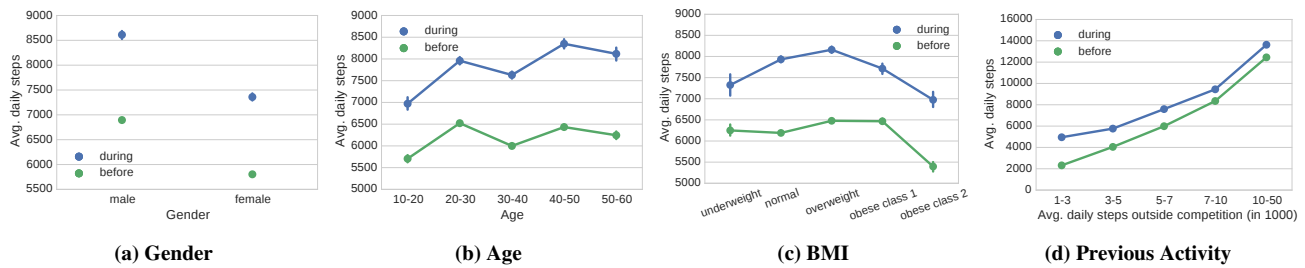 9000
8500
8000
7500
7000
6500
6000
5500
Avg. daily steps
during
before
male
female
Gender
(a) Gender
9000
8500
8000
7500
7000
6500
6000
5500
5000
Avg. daily steps
during
before
10-20
20-30
30-40
40-50
50-60
Age
(b) Age
9000
8500
8000
7500
7000
6500
6000
5500
5000
Avg. daily steps
during
before
underweight
normal
overweight
obese class 1
obese class 2
(c) BMI
16000
14000
12000
10000
8000
6000
4000
2000
0
Avg. daily steps
during
before
1-3
3-5
5-7
7-10
10-50
Avg. daily steps outside competition (in 1000)
(d) Previous Activity